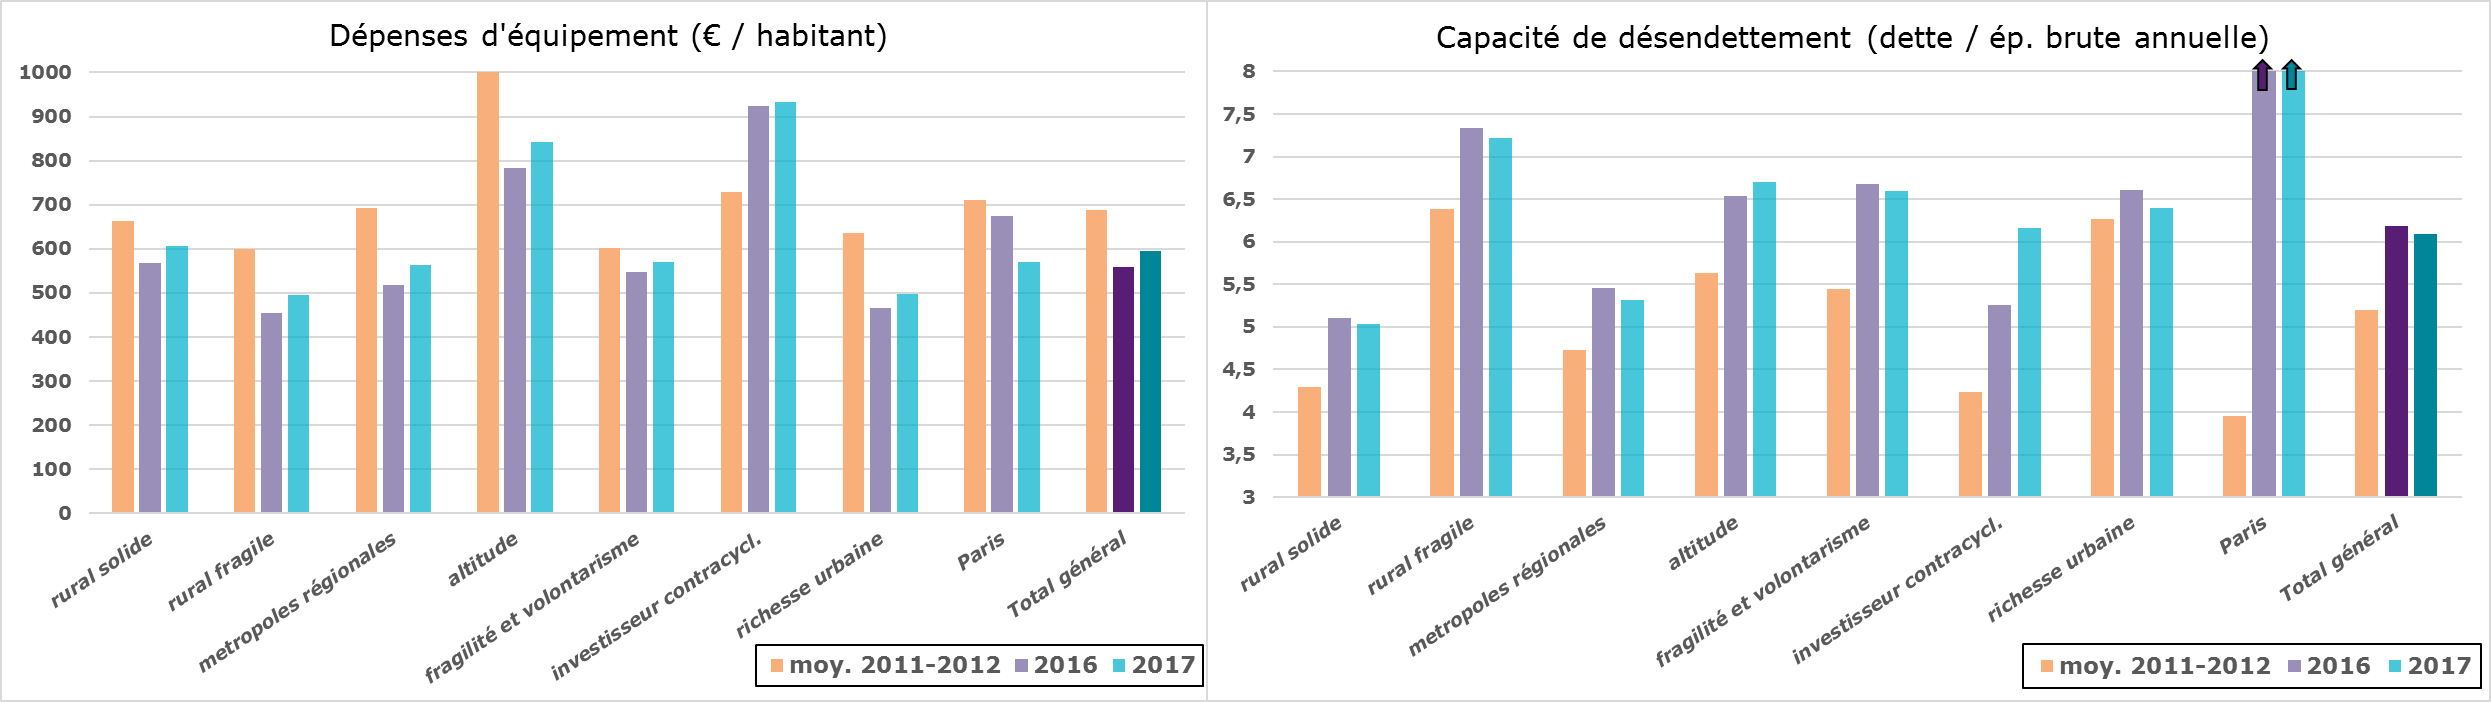 Dépenses d'équipement (€ / habitant)
1000
900
800
700
600
500
400
300
200
100
0
rural solide
rural fragile
metropoles régionales
altitude
fragilité et volontarisme
investisseur contracycl.
richesse urbaine
Paris
Total général
moy. 2011-2012 2016 2017
Capacité de désendettement (dette / ép. brute annuelle)
8
7,5
7
6,5
6
5,5
5
4,5
4
3,5
3
rural solide
rural fragile
metropoles régionales
altitude
fragilité et volontarisme
investisseur contracycl.
richesse urbaine
Paris
Total général
moy. 2011-2012 2016 2017